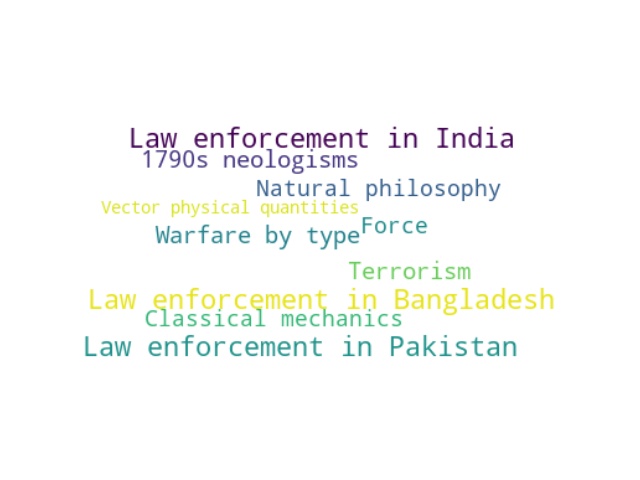 Law enforcement in India
1790s neologisms
Natural philosophy
Vector physical quantities
Force
Warfare by type
Terrorism
Law enforcement in Bangladesh
Classical mechanics
Law enforcement in Pakistan